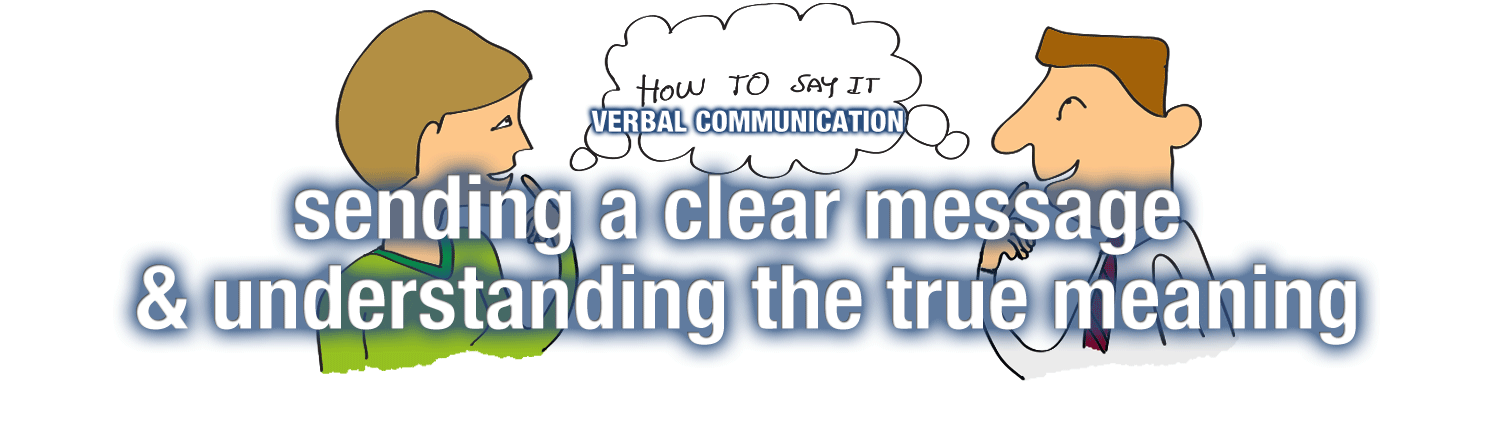 HOW TO SAY IT
VERBAL COMMUNICATION
sending a clear message
& understanding the true meaning